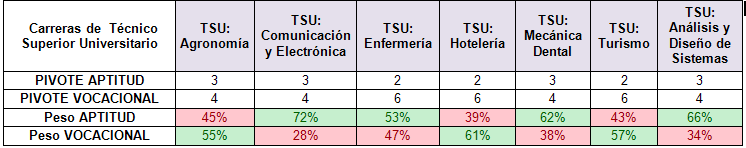 Carreras de Técnico Superior Universitario | TSU: Agronomía | TSU: Comunicación y Electrónica | TSU: Enfermería | TSU: Hotelería | TSU: Mecánica Dental | TSU: Turismo | TSU: Análisis y Diseño de Sistemas
PIVOTE APTITUD | 3 | 3 | 2 | 2 | 3 | 2 | 3
PIVOTE VOCACIONAL | 4 | 4 | 6 | 6 | 4 | 6 | 4
Peso APTITUD | 45% | 72% | 53% | 39% | 62% | 43% | 66%
Peso VOCACIONAL | 55% | 28% | 47% | 61% | 38% | 57% | 34%